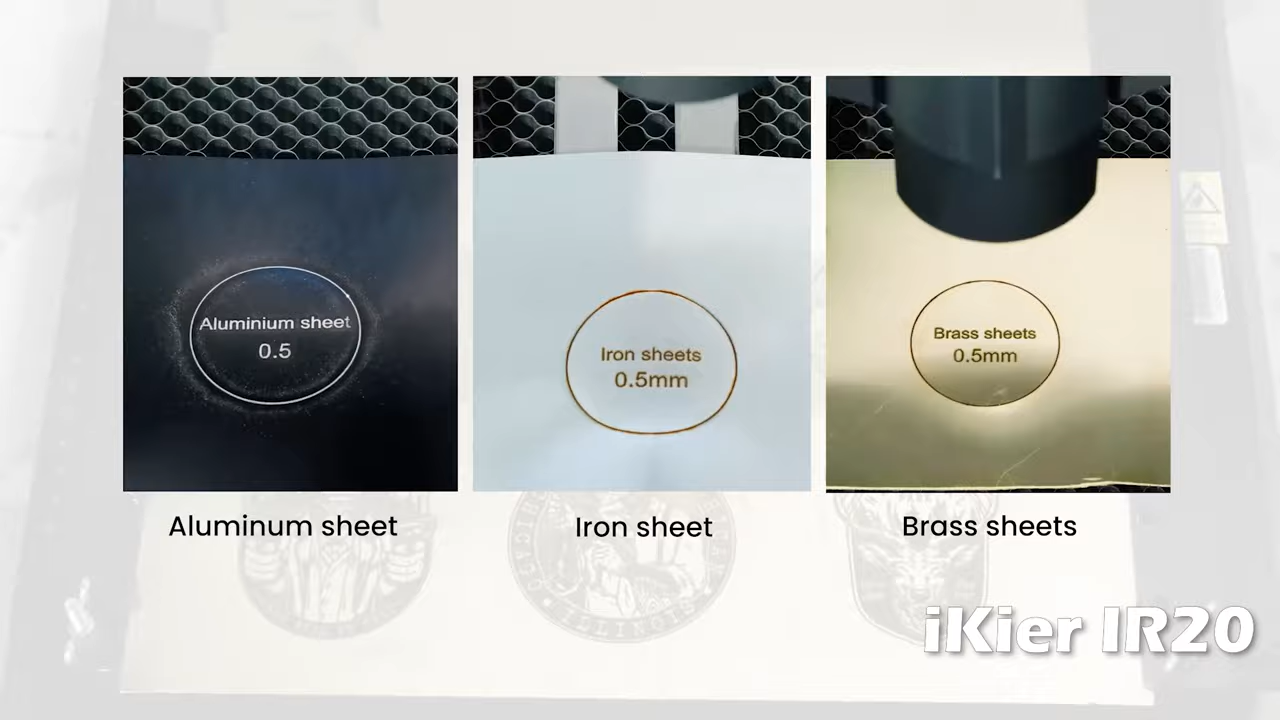 Aluminium sheet
0.5
Iron sheets
0.5mm
Brass sheets
0.5mm
Aluminum sheet
Iron sheet
Brass sheets
iKier IR20